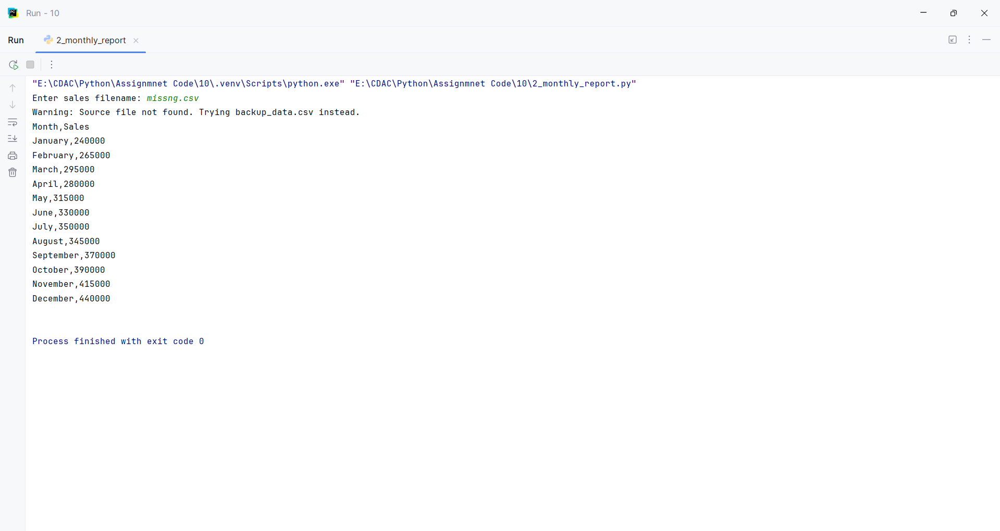 PC
Run - 10
Run
2_monthly_report
"E:\CDAC\Python\Assignmnet Code\10\.venv\Scripts\python.exe" "E:\CDAC\Python\Assignmnet Code\10\2_monthly_report.py"
Enter sales filename: missng.csv
Warning: Source file not found. Trying backup_data.csv instead.
Month,Sales
January,240000
February,265000
March,295000
April,280000
May,315000
June,330000
July,350000
August,345000
September,370000
October,390000
November,415000
December,440000
Process finished with exit code 0